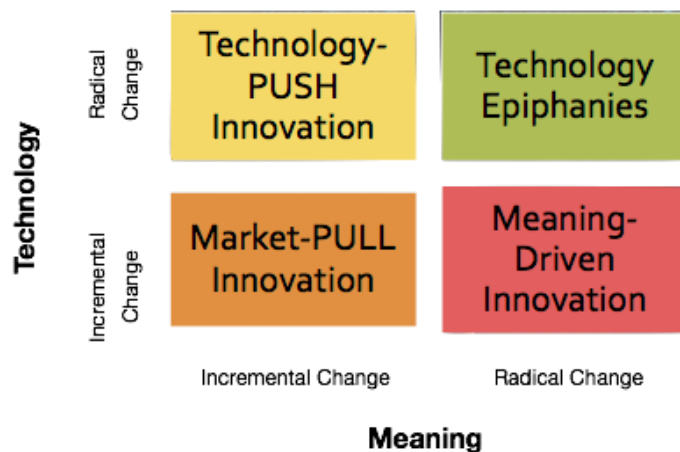 Technology
Radical
Change
Technology-
PUSH
Innovation
Technology
Epiphanies
Incremental
Change
Market-PULL
Innovation
Meaning-
Driven
Innovation
Incremental Change
Radical Change
Meaning